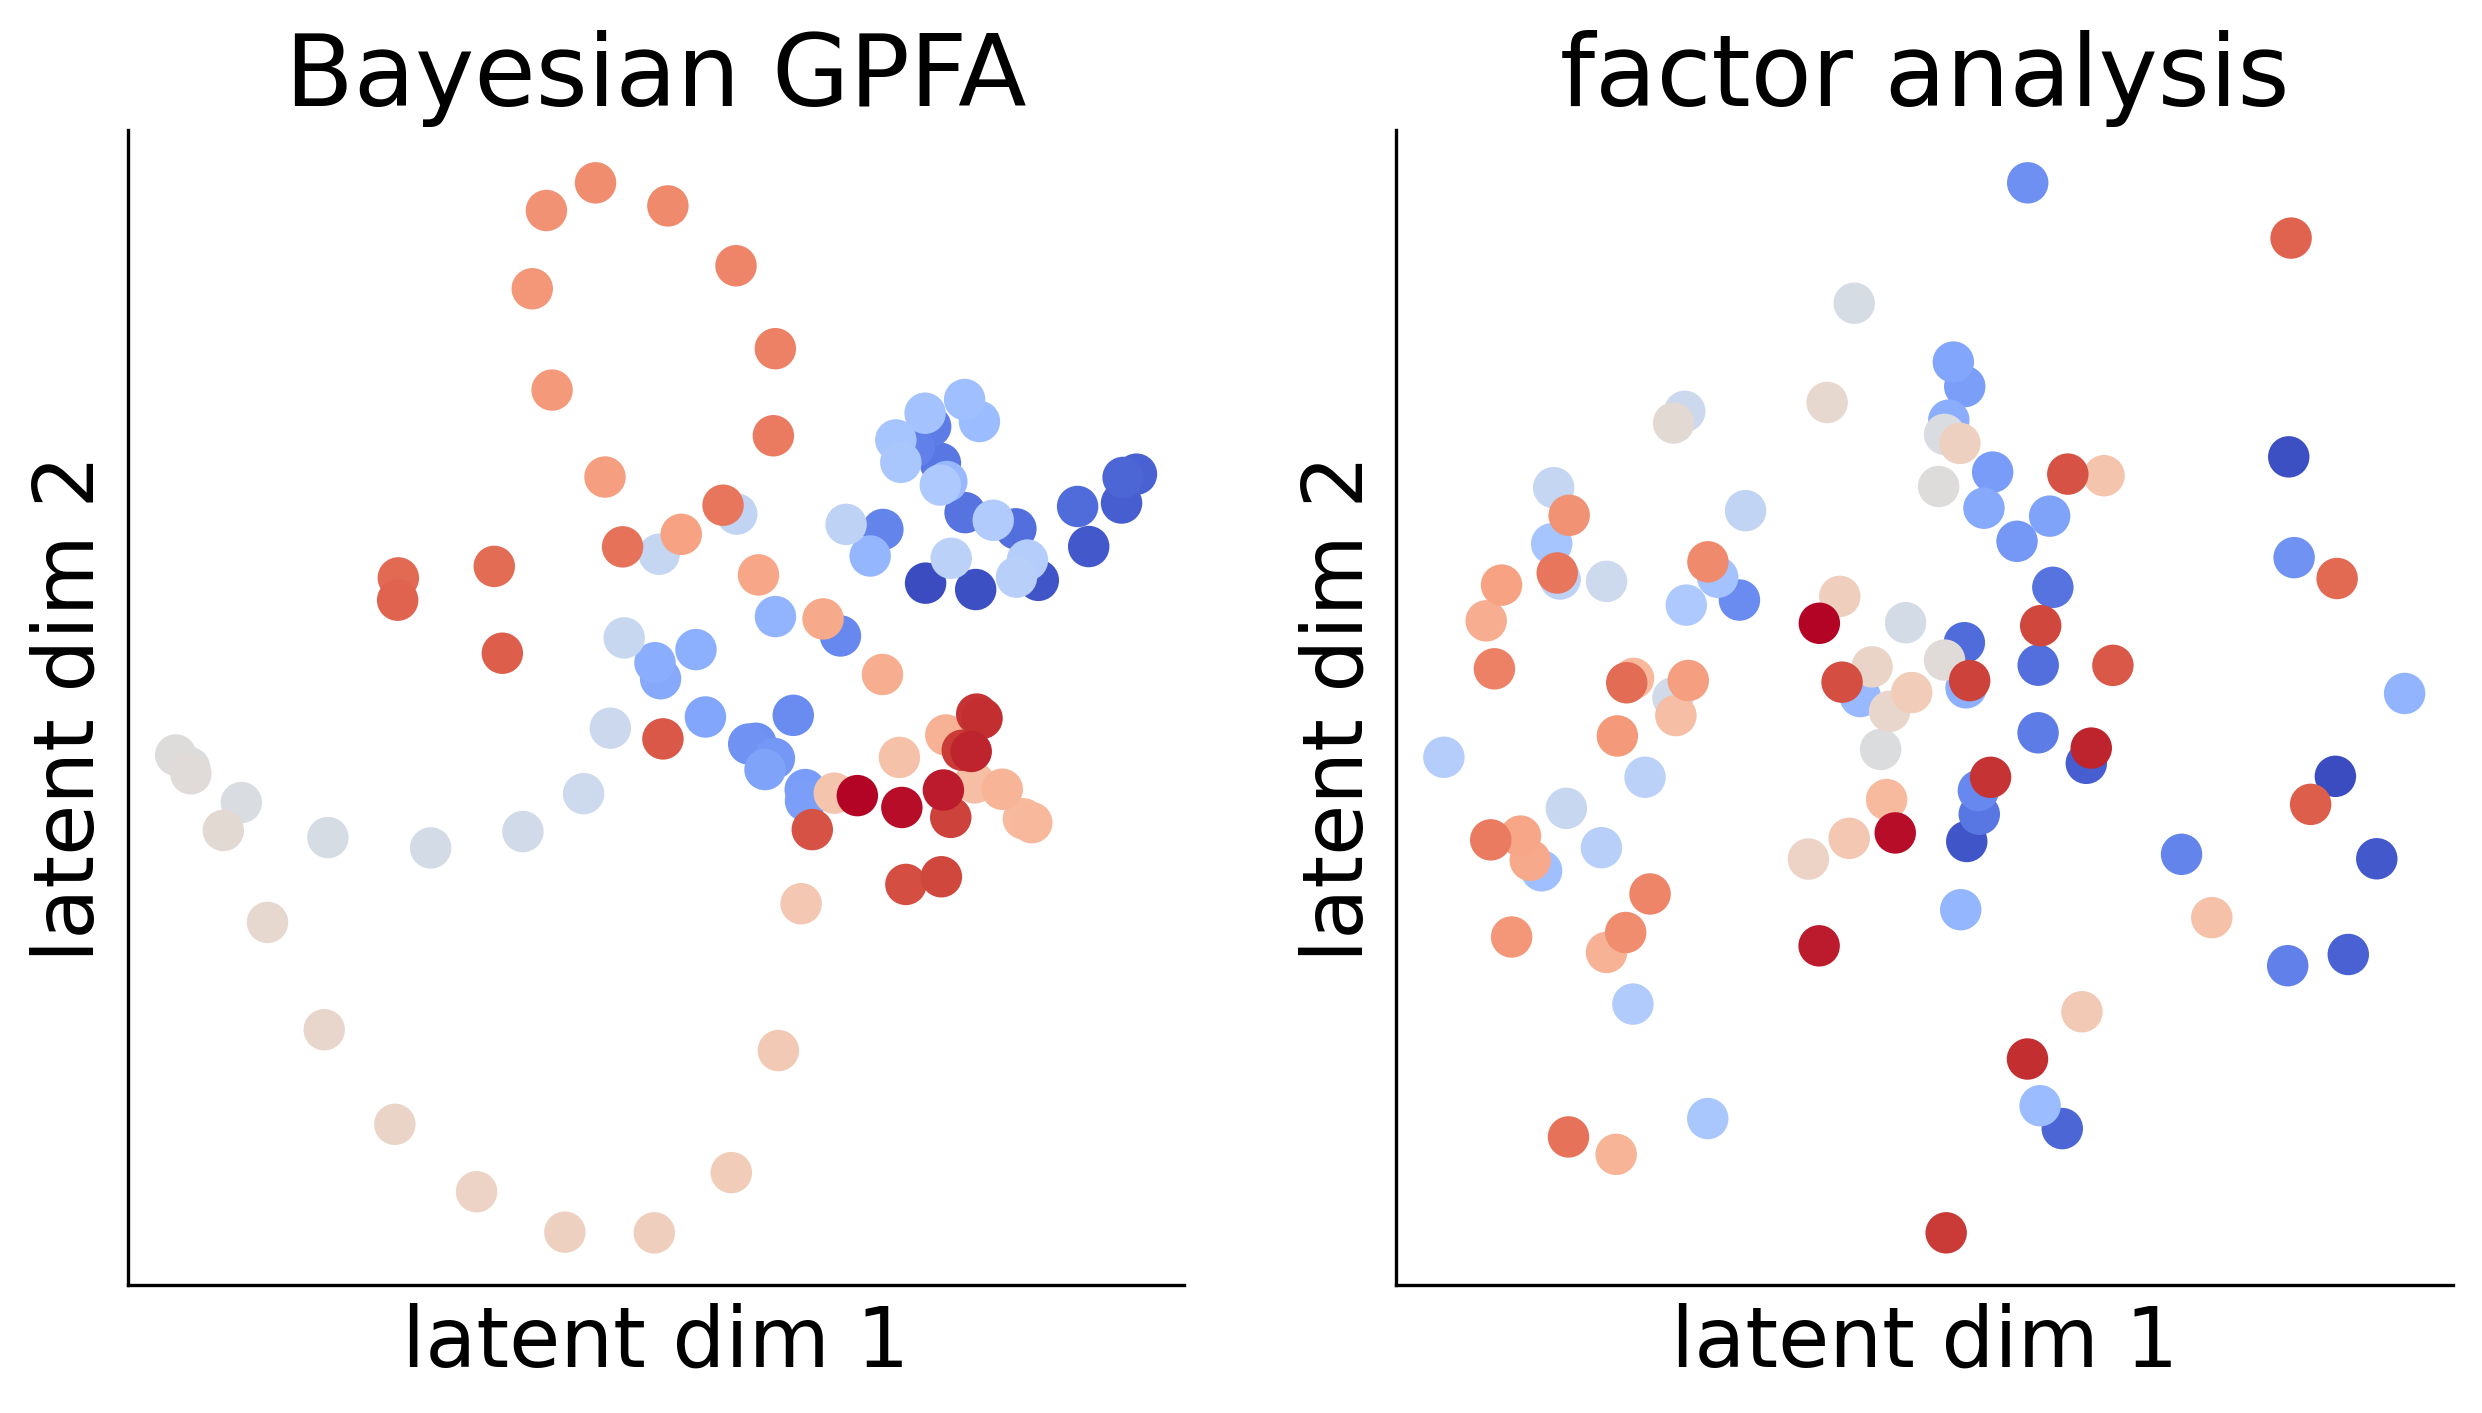 Bayesian GPFA
latent dim 2
latent dim 1
factor analysis
latent dim 2
latent dim 1